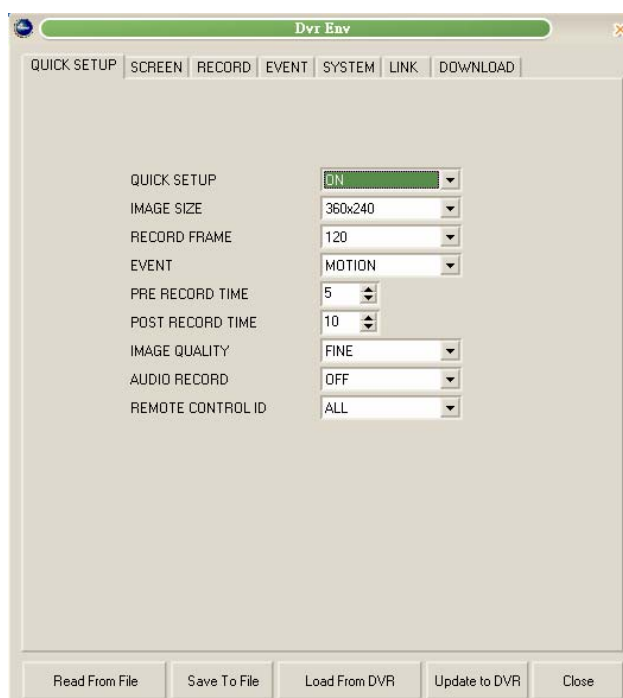 Dvr Env
QUICK SETUP SCREEN RECORD EVENT SYSTEM LINK DOWNLOAD
QUICK SETUP ON
IMAGE SIZE 360x240
RECORD FRAME 120
EVENT MOTION
PRE RECORD TIME 5
POST RECORD TIME 10
IMAGE QUALITY FINE
AUDIO RECORD OFF
REMOTE CONTROL ID ALL
Read From File Save To File Load From DVR Update to DVR Close